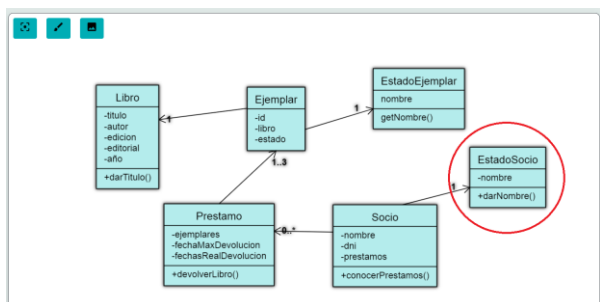 Libro
-titulo
-autor
-edicion
-editorial
-año
+darTitulo()
1
Ejemplar
-id
-libro
-estado
1
EstadoEjemplar
nombre
getNombre()
1..3
EstadoSocio
-nombre
+darNombre()
1
Prestamo
-ejemplares
-fechaMaxDevolucion
-fechasRealDevolucion
+devolverLibro()
0..*
Socio
-nombre
-dni
-prestamos
+conocerPrestamos()